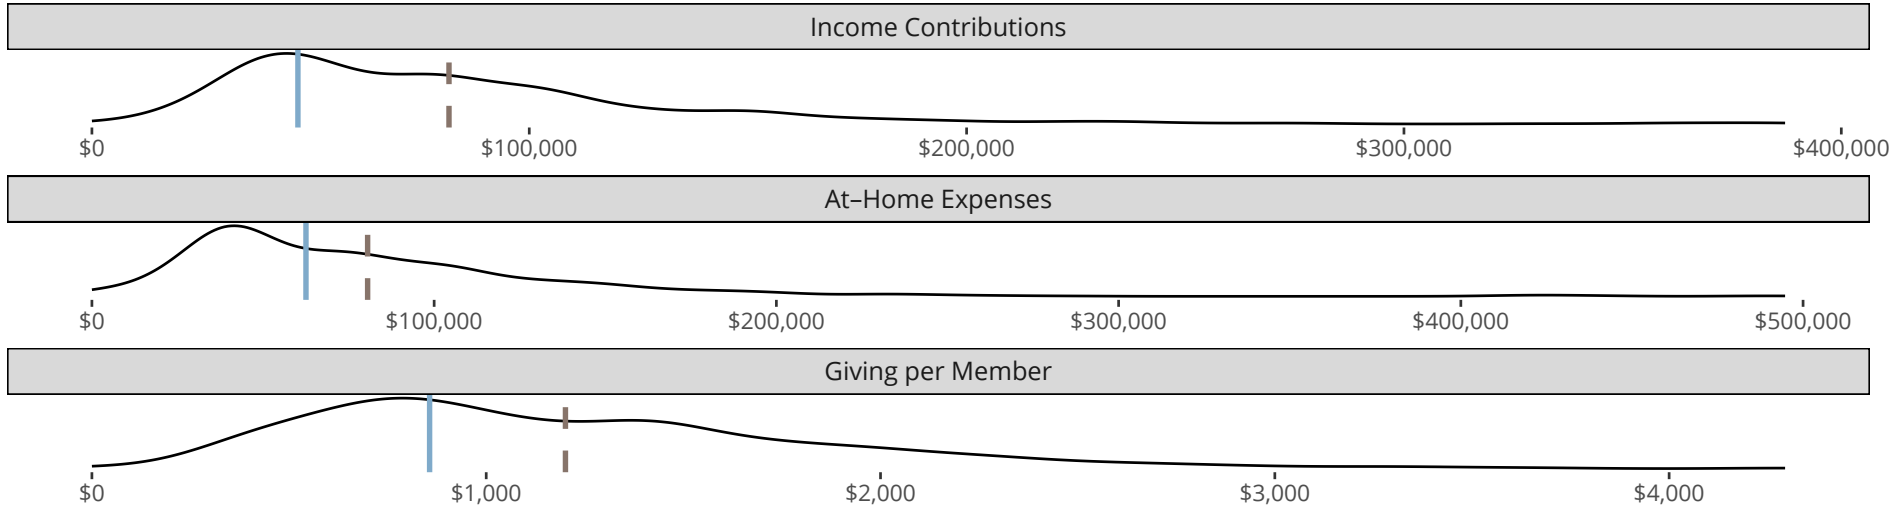 Income Contributions
$0 $100,000 $200,000 $300,000 $400,000
At–Home Expenses
$0 $100,000 $200,000 $300,000 $400,000 $500,000
Giving per Member
$0 $1,000 $2,000 $3,000 $4,000